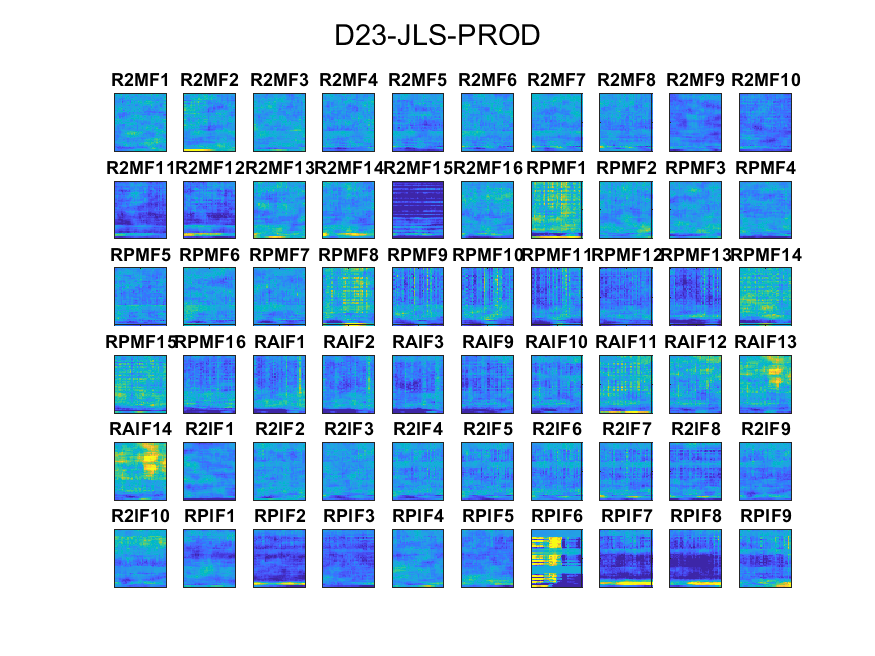 D23-JLS-PROD
R2MF1 R2MF2 R2MF3 R2MF4 R2MF5 R2MF6 R2MF7 R2MF8 R2MF9 R2MF10
R2MF11 R2MF12 R2MF13 R2MF14 R2MF15 R2MF16 RPMF1 RPMF2 RPMF3 RPMF4
RPMF5 RPMF6 RPMF7 RPMF8 RPMF9 RPMF10 RPMF11 RPMF12 RPMF13 RPMF14
RPMF15 RPMF16 RAIF1 RAIF2 RAIF3 RAIF9 RAIF10 RAIF11 RAIF12 RAIF13
RAIF14 R2IF1 R2IF2 R2IF3 R2IF4 R2IF5 R2IF6 R2IF7 R2IF8 R2IF9
R2IF10 RPIF1 RPIF2 RPIF3 RPIF4 RPIF5 RPIF6 RPIF7 RPIF8 RPIF9